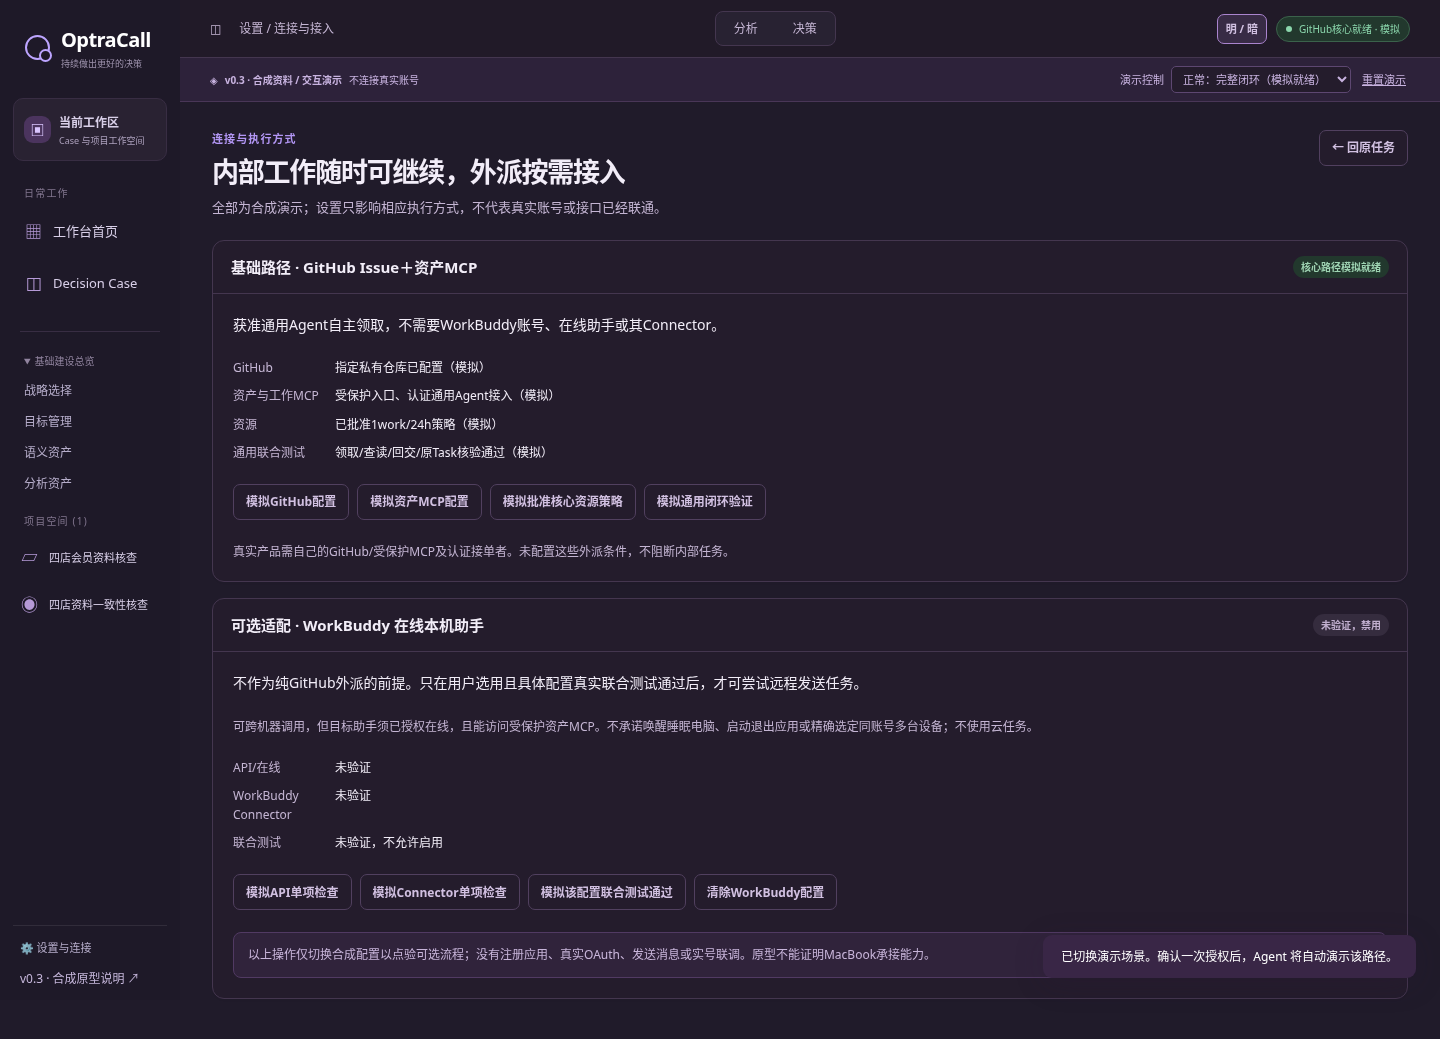 OptraCall
持续做出更好的决策
当前工作区
Case 与项目工作空间
日常工作
工作台首页
Decision Case
▼ 基础建设总览
战略选择
目标管理
语义资产
分析资产
项目空间 (1)
四店会员资料核查
四店资料一致性核查
⚙️ 设置与连接
v0.3 · 合成原型说明 ↗
设置 / 连接与接入
分析
决策
明 / 暗
GitHub核心就绪 · 模拟
◈ v0.3 · 合成资料 / 交互演示 不连接真实账号
演示控制
正常：完整闭环（模拟就绪）
重置演示
连接与执行方式
内部工作随时可继续，外派按需接入
全部为合成演示；设置只影响相应执行方式，不代表真实账号或接口已经联通。
← 回原任务
基础路径 · GitHub Issue＋资产MCP
核心路径模拟就绪
获准通用Agent自主领取，不需要WorkBuddy账号、在线助手或其Connector。
GitHub 指定私有仓库已配置（模拟）
资产与工作MCP 受保护入口、认证通用Agent接入（模拟）
资源 已批准1work/24h策略（模拟）
通用联合测试 领取/查读/回交/原Task核验通过（模拟）
模拟GitHub配置
模拟资产MCP配置
模拟批准核心资源策略
模拟通用闭环验证
真实产品需自己的GitHub/受保护MCP及认证接单者。未配置这些外派条件，不阻断内部任务。
可选适配 · WorkBuddy 在线本机助手
未验证，禁用
不作为纯GitHub外派的前提。只在用户选用且具体配置真实联合测试通过后，才可尝试远程发送任务。
可跨机器调用，但目标助手须已授权在线，且能访问受保护资产MCP。不承诺唤醒睡眠电脑、启动退出应用或精确选定同账号多台设备；不使用云任务。
API/在线 未验证
WorkBuddy Connector 未验证
联合测试 未验证，不允许启用
模拟API单项检查
模拟Connector单项检查
模拟该配置联合测试通过
清除WorkBuddy配置
以上操作仅切换合成配置以点验可选流程；没有注册应用、真实OAuth、发送消息或实号联调。原型不能证明MacBook承接能力。
已切换演示场景。确认一次授权后，Agent 将自动演示该路径。